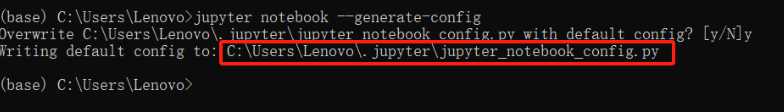 (base) C:\Users\Lenovo>jupyter notebook --generate-config
Overwrite C:\Users\Lenovo\.jupyter\jupyter_notebook_config.py with default config? [y/N]y
Writing default config to: C:\Users\Lenovo\.jupyter\jupyter_notebook_config.py
(base) C:\Users\Lenovo>